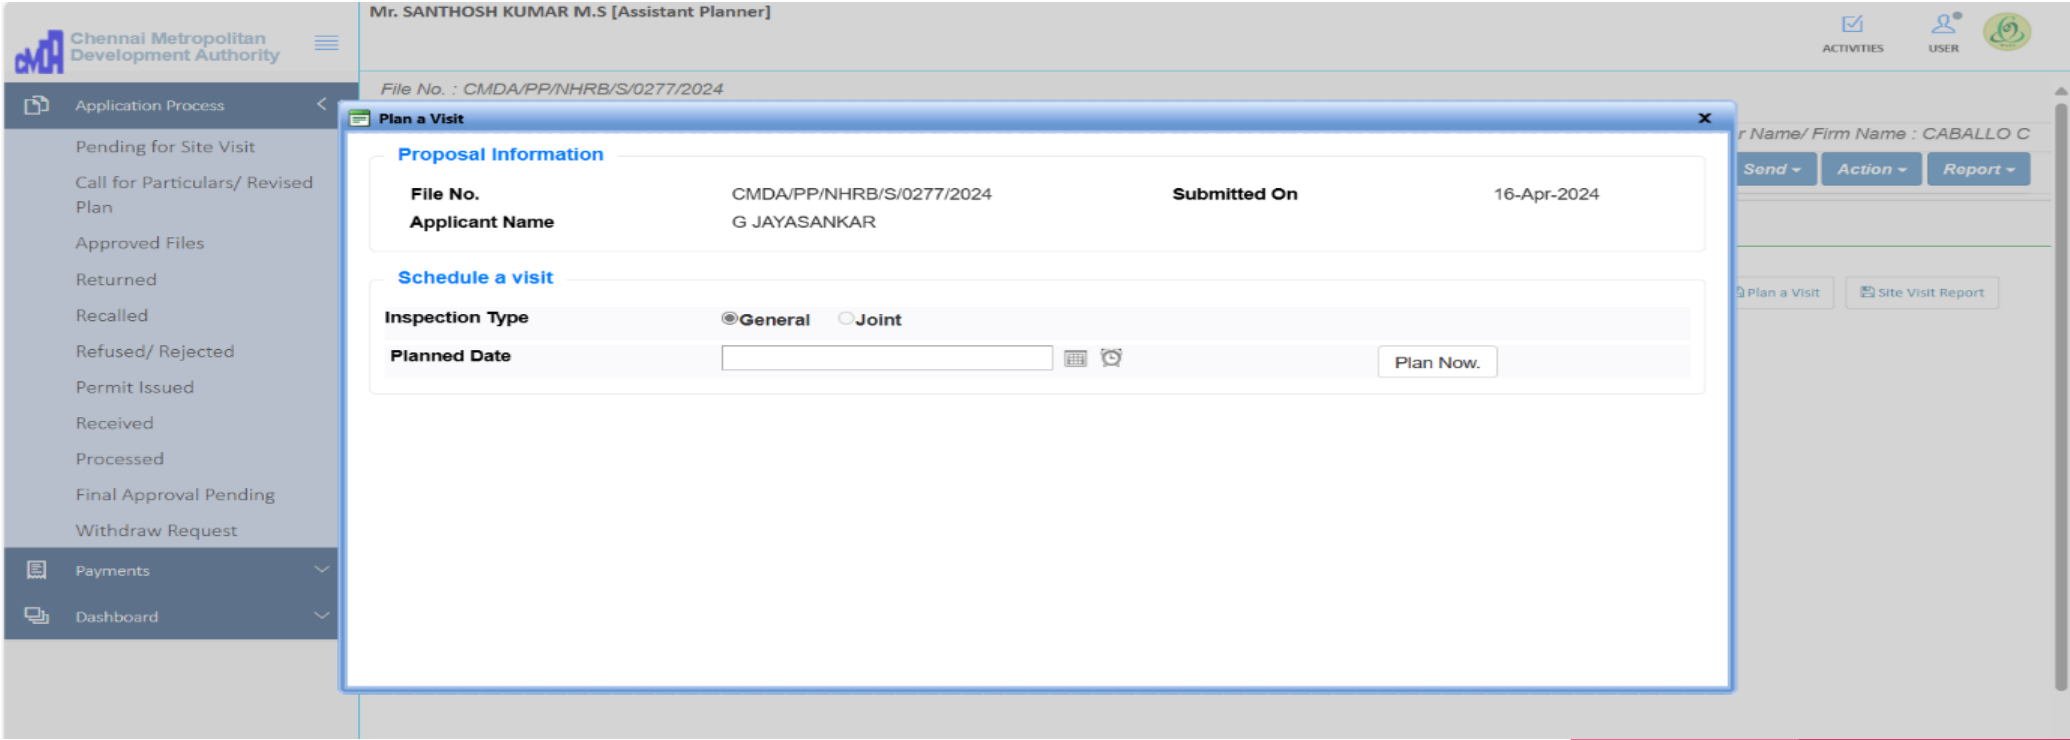 Mr. SANTHOSH KUMAR M.S [Assistant Planner]
CMDA
Chennai Metropolitan
Development Authority
ACTIVITIES
USER
File No. : CMDA/PP/NHRB/S/0277/2024
Application Process
Plan a Visit
r Name/ Firm Name : CABALLO C
Pending for Site Visit
Proposal Information
Send
Action
Report
Call for Particulars/ Revised
Plan
File No.
CMDA/PP/NHRB/S/0277/2024
Submitted On
16-Apr-2024
Applicant Name
G JAYASANKAR
Approved Files
Returned
Schedule a visit
Plan a Visit
Site Visit Report
Recalled
Inspection Type
General
Joint
Refused/ Rejected
Planned Date
Plan Now.
Permit Issued
Received
Processed
Final Approval Pending
Withdraw Request
Payments
Dashboard